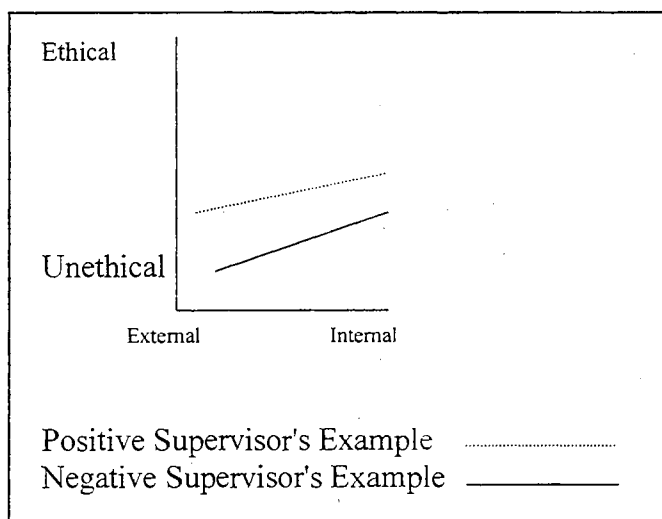 Ethical
Unethical
External Internal
Positive Supervisor's Example
Negative Supervisor's Example